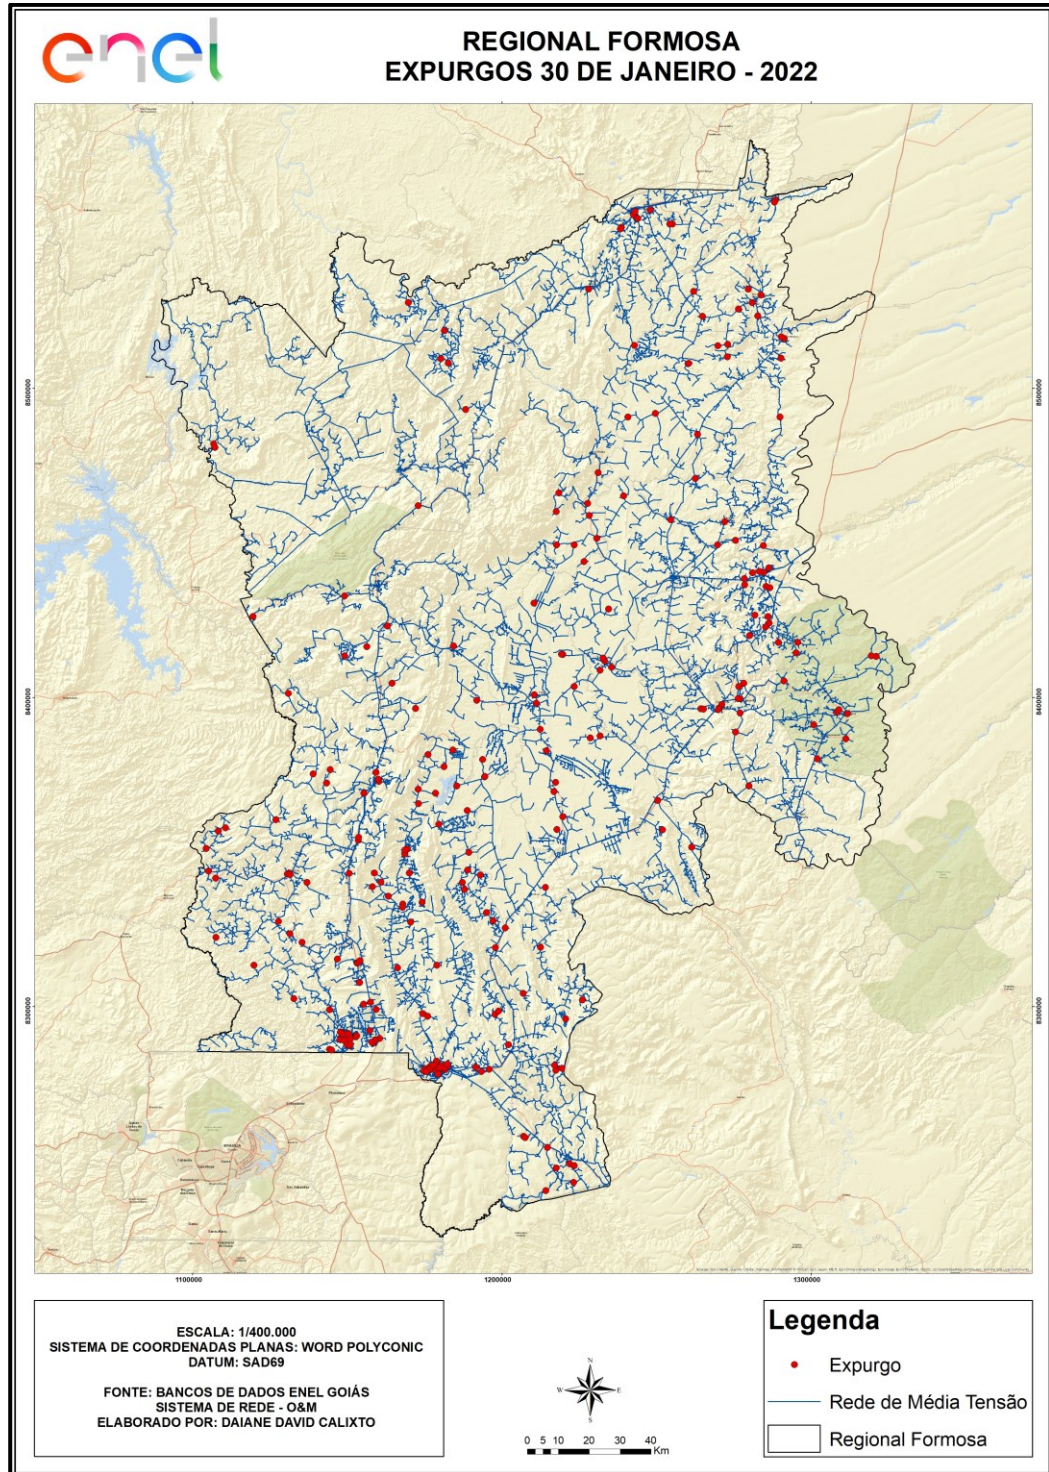 enel
REGIONAL FORMOSA
EXPURGOS 30 DE JANEIRO - 2022
8500000
8500000
8400000
8400000
8300000
8300000
BRASÍLIA
1100000
1200000
1300000
ESCALA: 1/400.000
SISTEMA DE COORDENADAS PLANAS: WORD POLYCONIC
DATUM: SAD69
FONTE: BANCOS DE DADOS ENEL GOIÁS
SISTEMA DE REDE - O&M
ELABORADO POR: DAIANE DAVID CALIXTO
N
W
E
S
0 5 10 20 30 40
Km
Legenda
Expurgo
Rede de Média Tensão
Regional Formosa